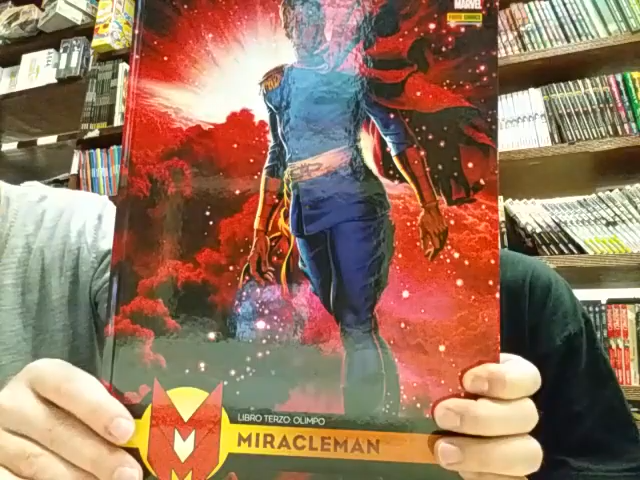 MARVEL
PANINI COMICS
LIBRO TERZO: OLIMPO
MIRACLEMAN